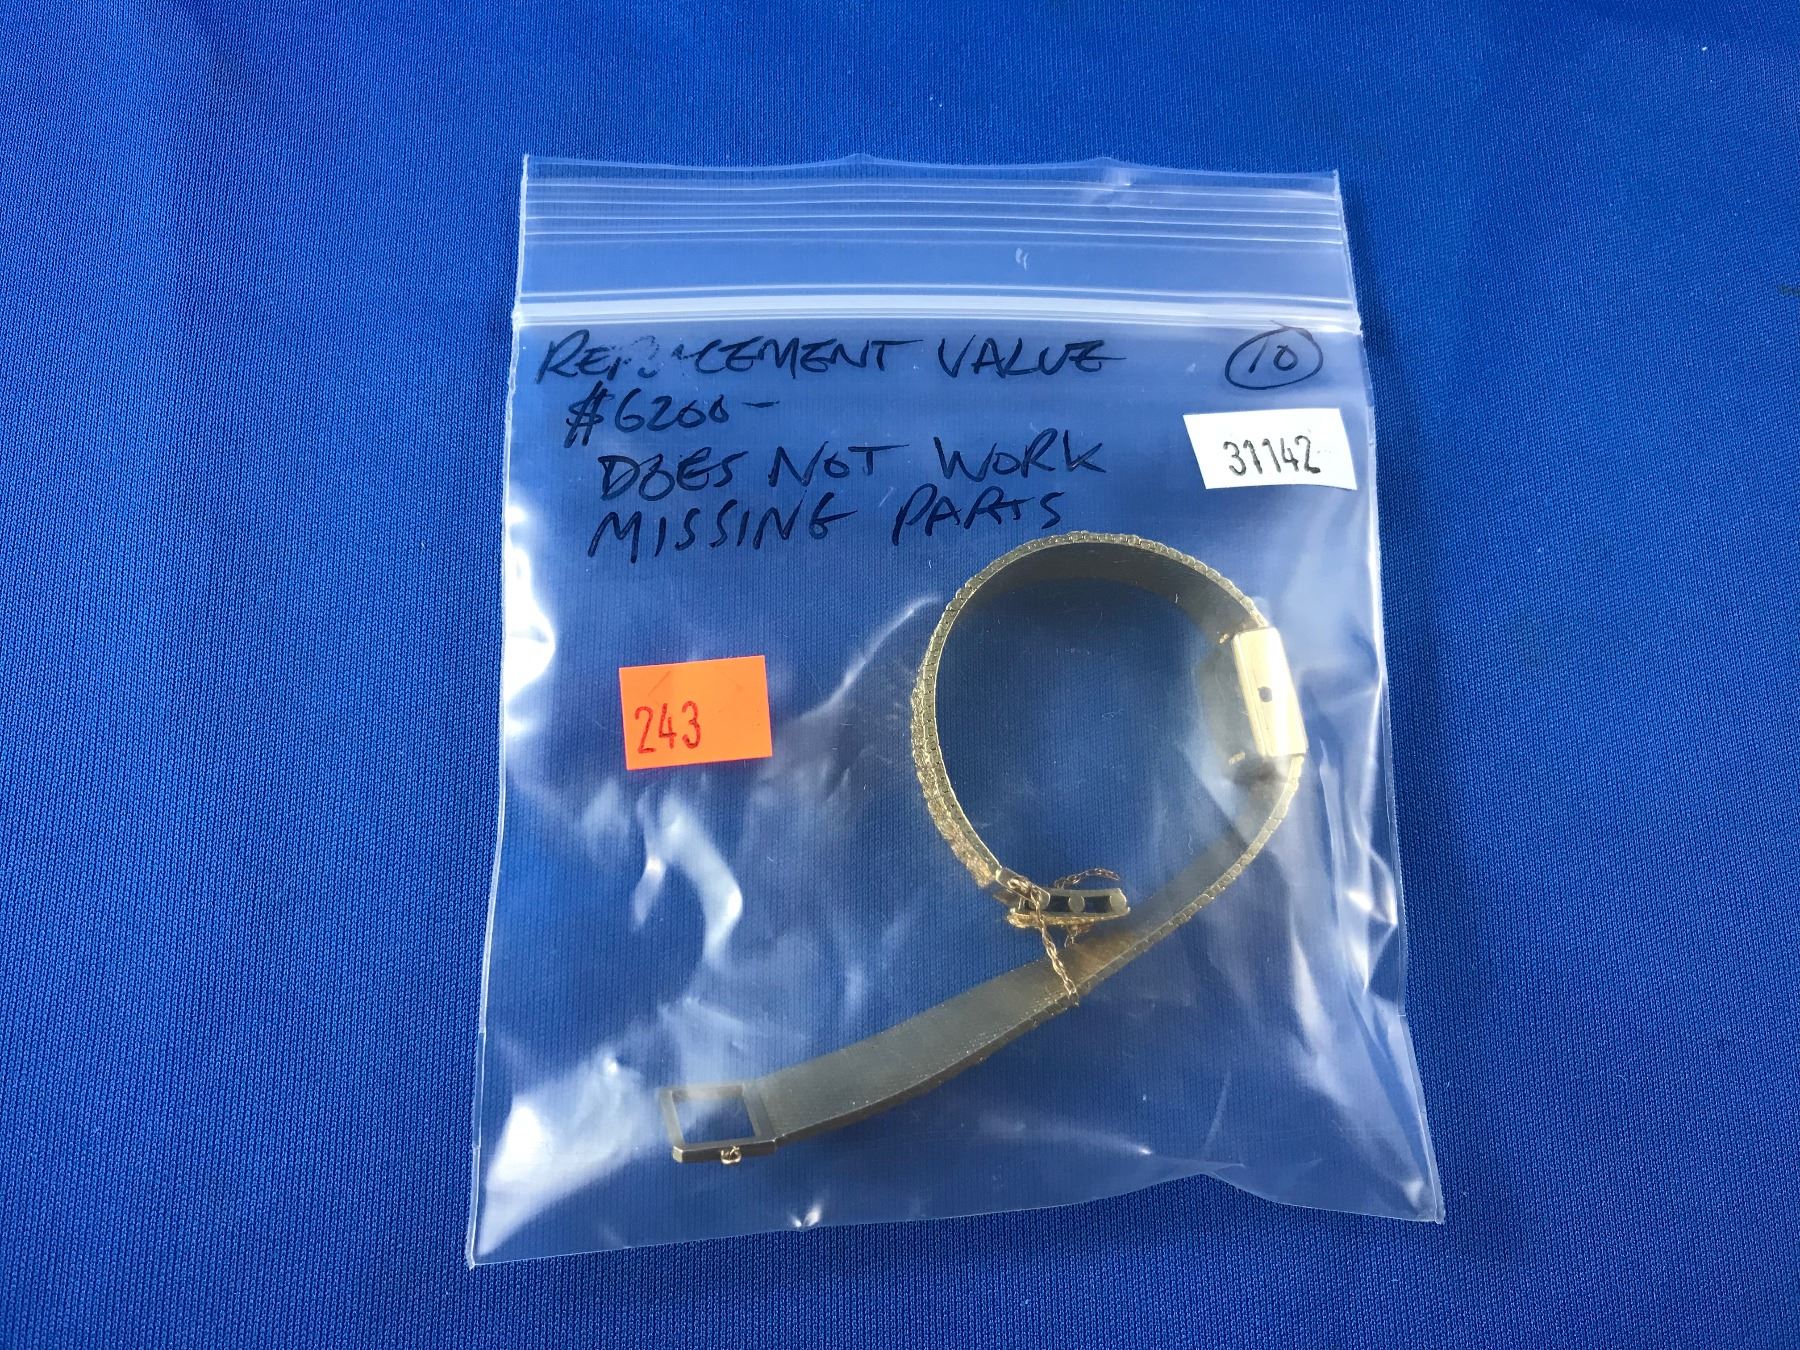 REPLACEMENT VALUE
10
$6200-
DOES NOT WORK
31142
MISSING PARTS
243